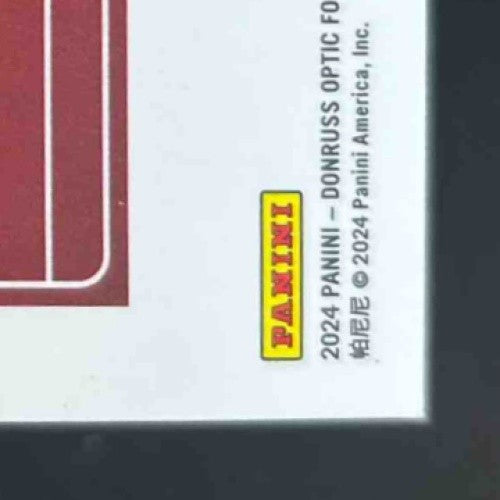 PANINI
2024 PANINI – DONRUSS OPTIC FO
帕尼尼 © 2024 Panini America, Inc.